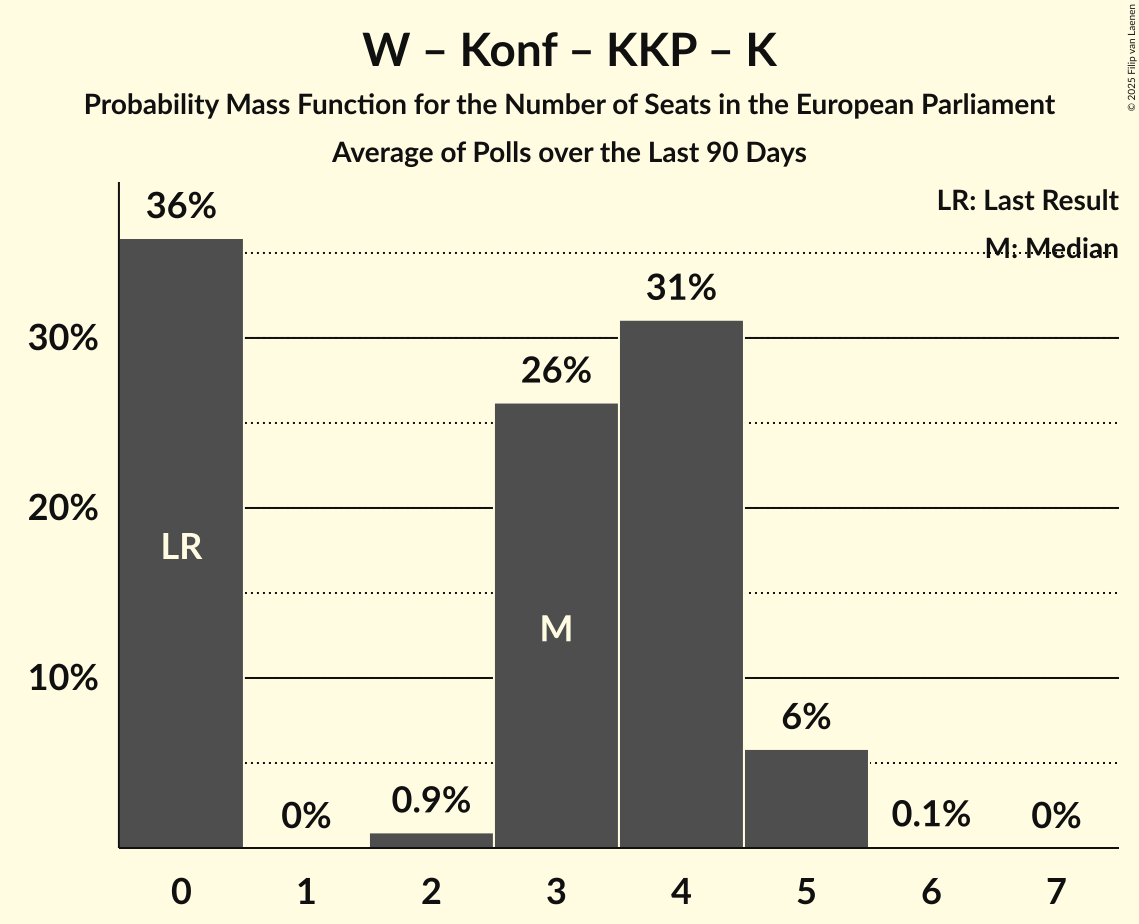 W – Konf – KKP – K
Probability Mass Function for the Number of Seats in the European Parliament
Average of Polls over the Last 90 Days
© 2025 Filip van Laenen
LR: Last Result
M: Median
36%
31%
30%
26%
20%
LR
M
10%
6%
0%
0.9%
0.1%
0%
0 1 2 3 4 5 6 7